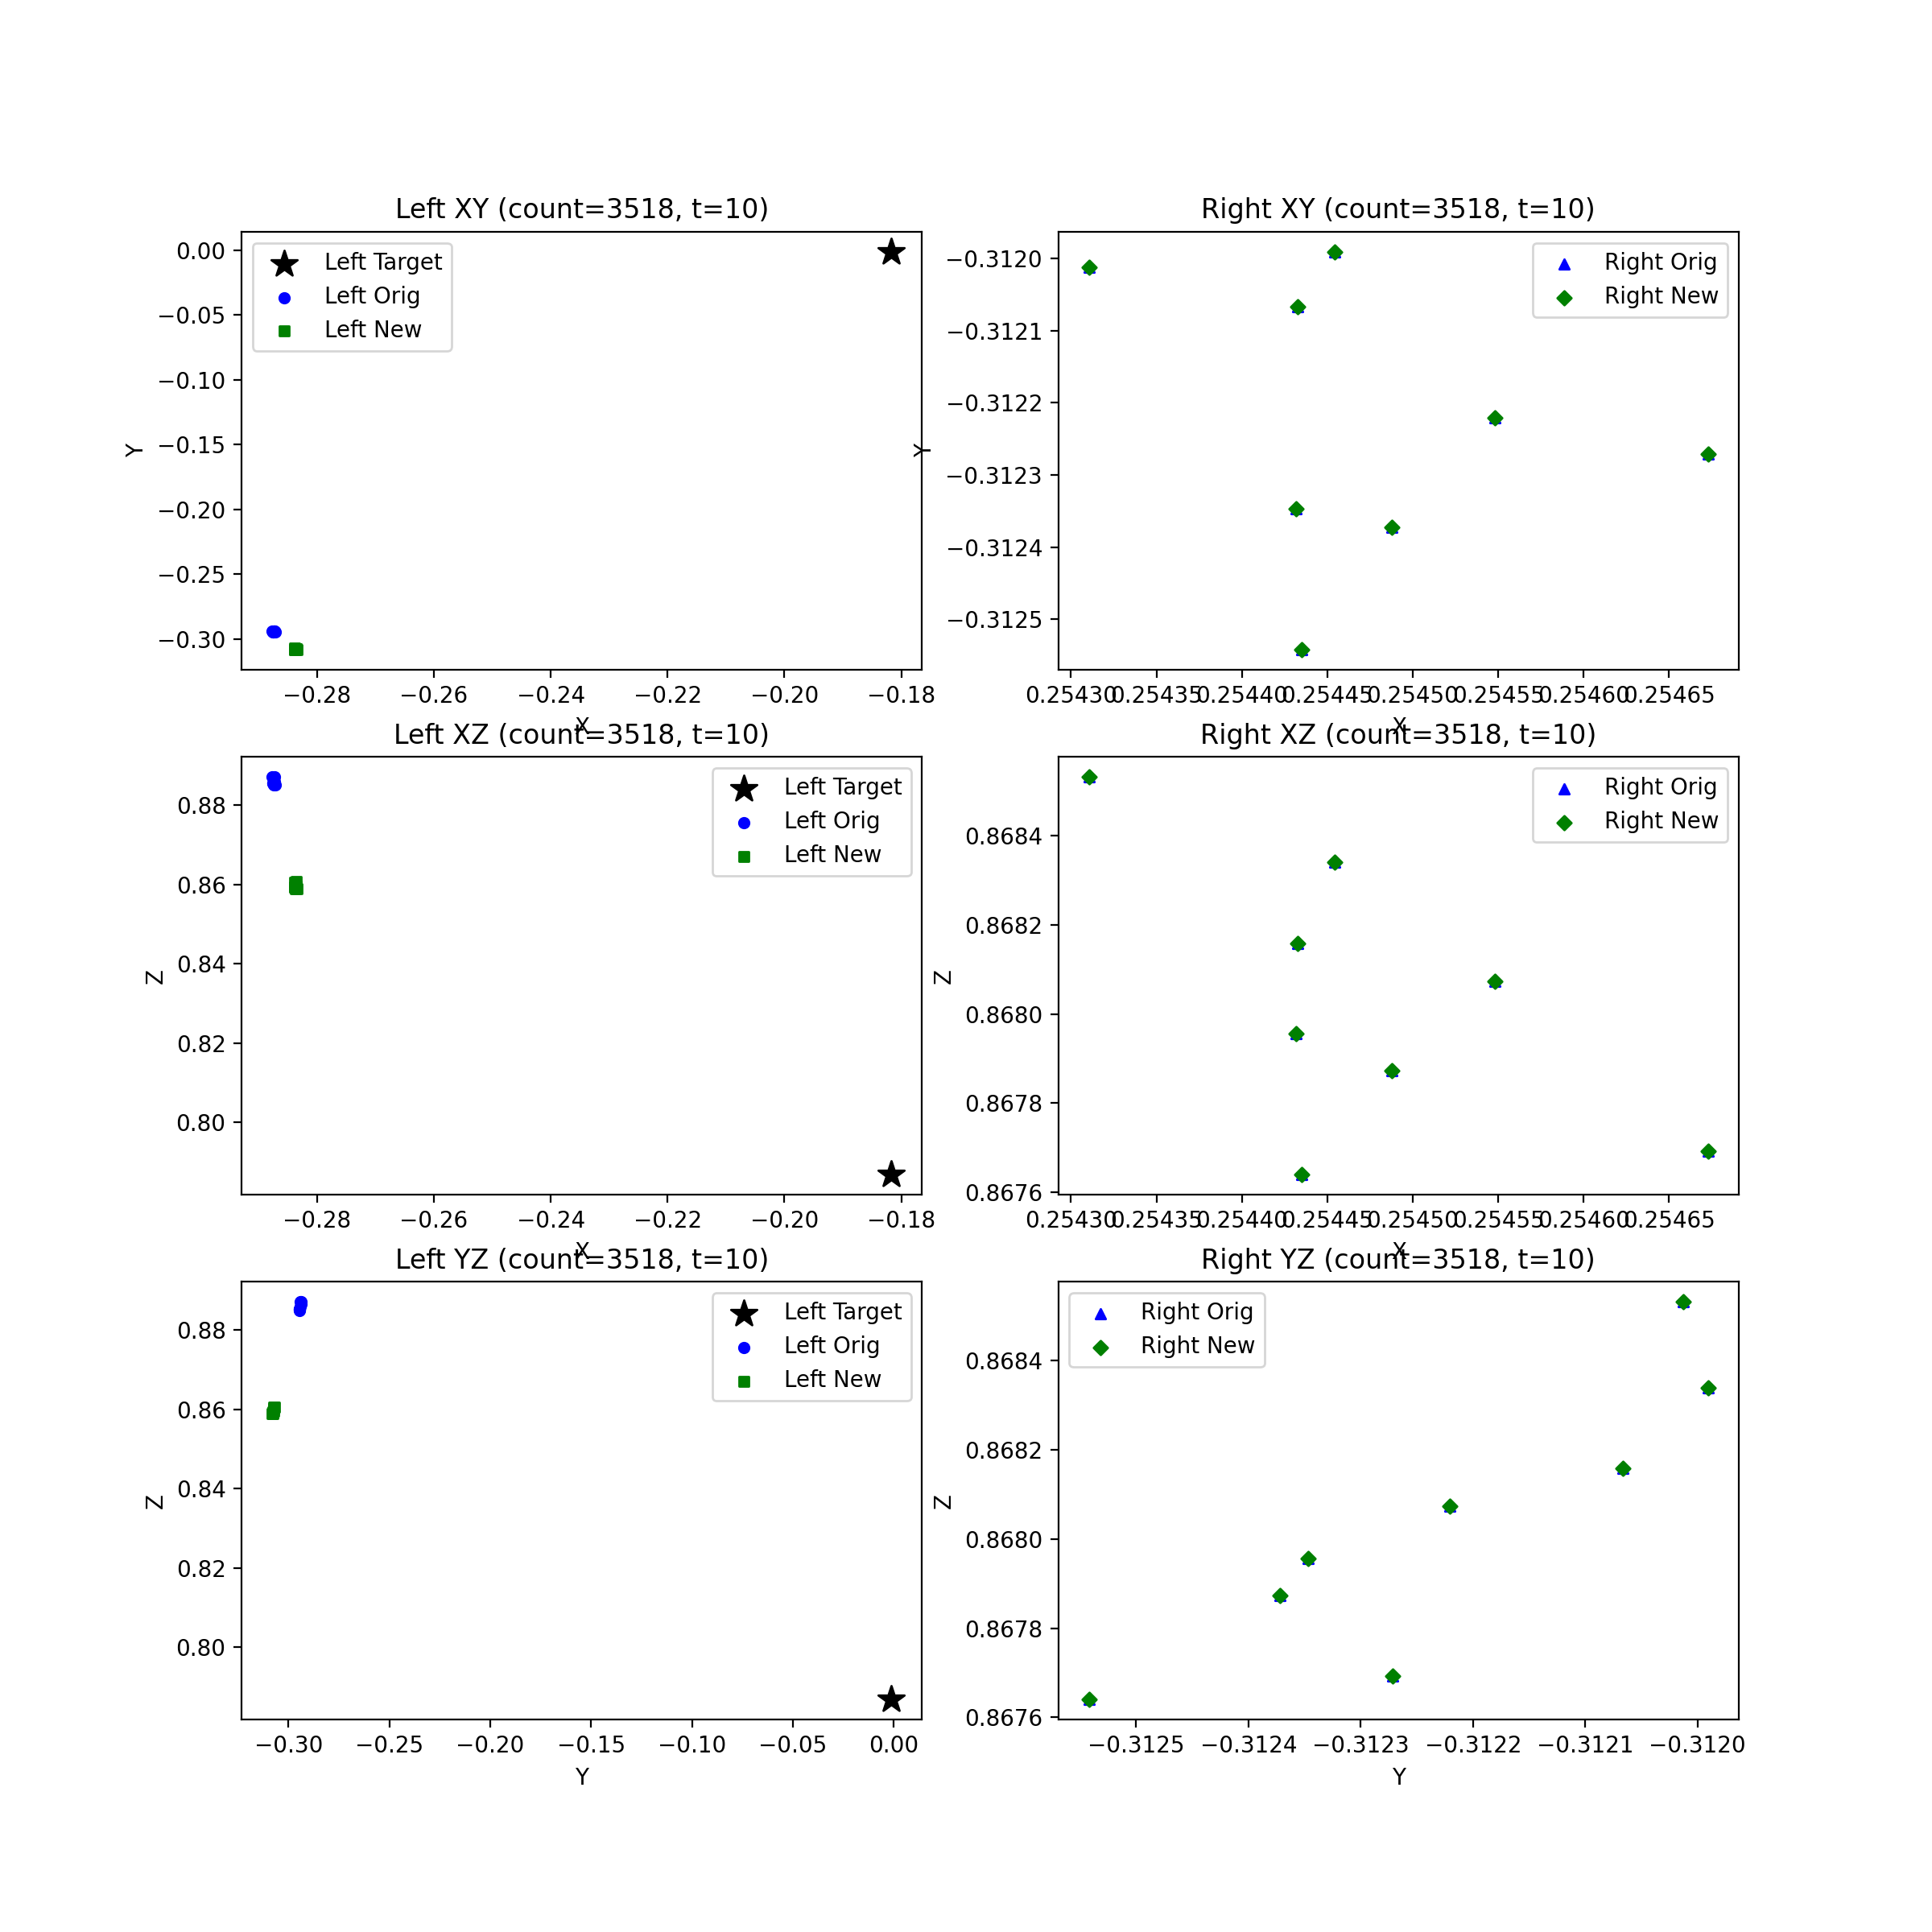 Left XY (count=3518, t=10)
Left Target
Left Orig
Left New
0.00
−0.05
−0.10
−0.15
−0.20
−0.25
−0.30
Y
−0.28 −0.26 −0.24 −0.22 −0.20 −0.18
X
Right XY (count=3518, t=10)
Right Orig
Right New
−0.3120
−0.3121
−0.3122
−0.3123
−0.3124
−0.3125
Y
0.25430 0.25435 0.25440 0.25445 0.25450 0.25455 0.25460 0.25465
X
Left XZ (count=3518, t=10)
Left Target
Left Orig
Left New
0.88
0.86
0.84
0.82
0.80
Z
−0.28 −0.26 −0.24 −0.22 −0.20 −0.18
X
Right XZ (count=3518, t=10)
Right Orig
Right New
0.8684
0.8682
0.8680
0.8678
0.8676
Z
0.25430 0.25435 0.25440 0.25445 0.25450 0.25455 0.25460 0.25465
X
Left YZ (count=3518, t=10)
Left Target
Left Orig
Left New
0.88
0.86
0.84
0.82
0.80
Z
−0.30 −0.25 −0.20 −0.15 −0.10 −0.05 0.00
Y
Right YZ (count=3518, t=10)
Right Orig
Right New
0.8684
0.8682
0.8680
0.8678
0.8676
Z
−0.3125 −0.3124 −0.3123 −0.3122 −0.3121 −0.3120
Y